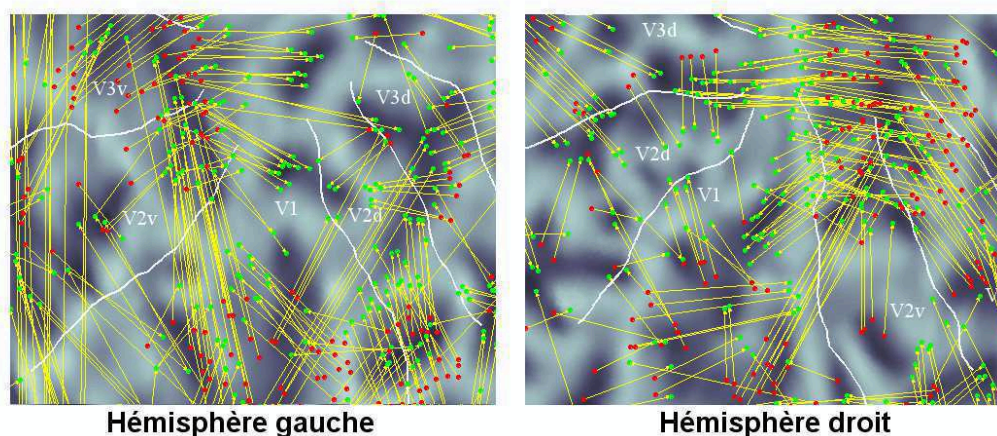 V3v
V3d
V2v
V1
V2d
Hémisphère gauche
V3d
V2d
V1
V2v
Hémisphère droit